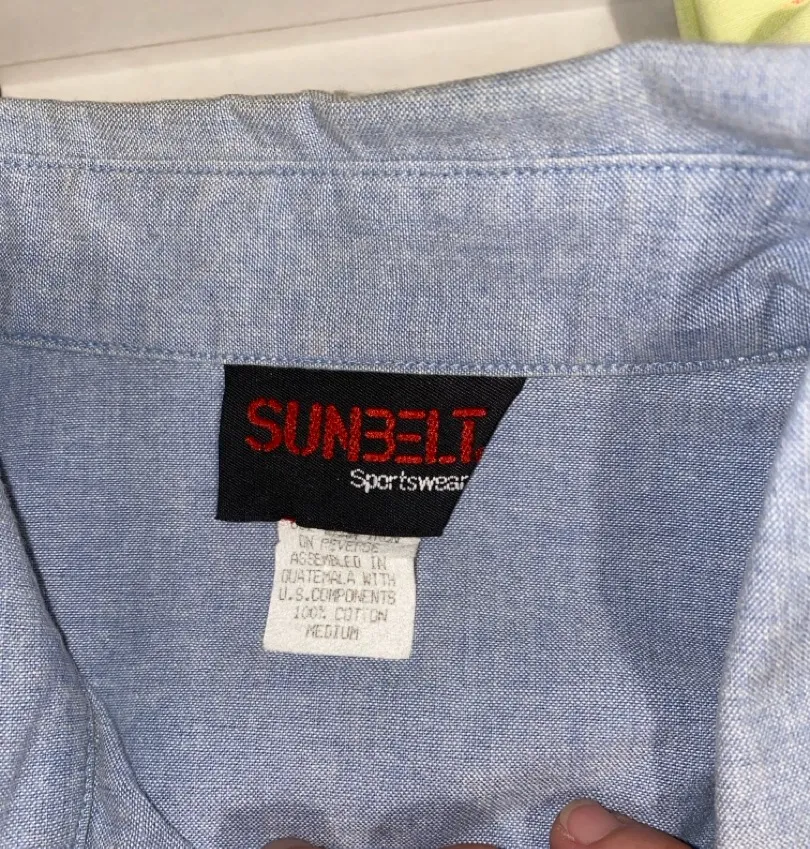 SUNBELT
Sportswear
ON REVERSE
ASSEMBLED IN
GUATEMALA WITH
U.S.COMPONENTS
100% COTTON
MEDIUM